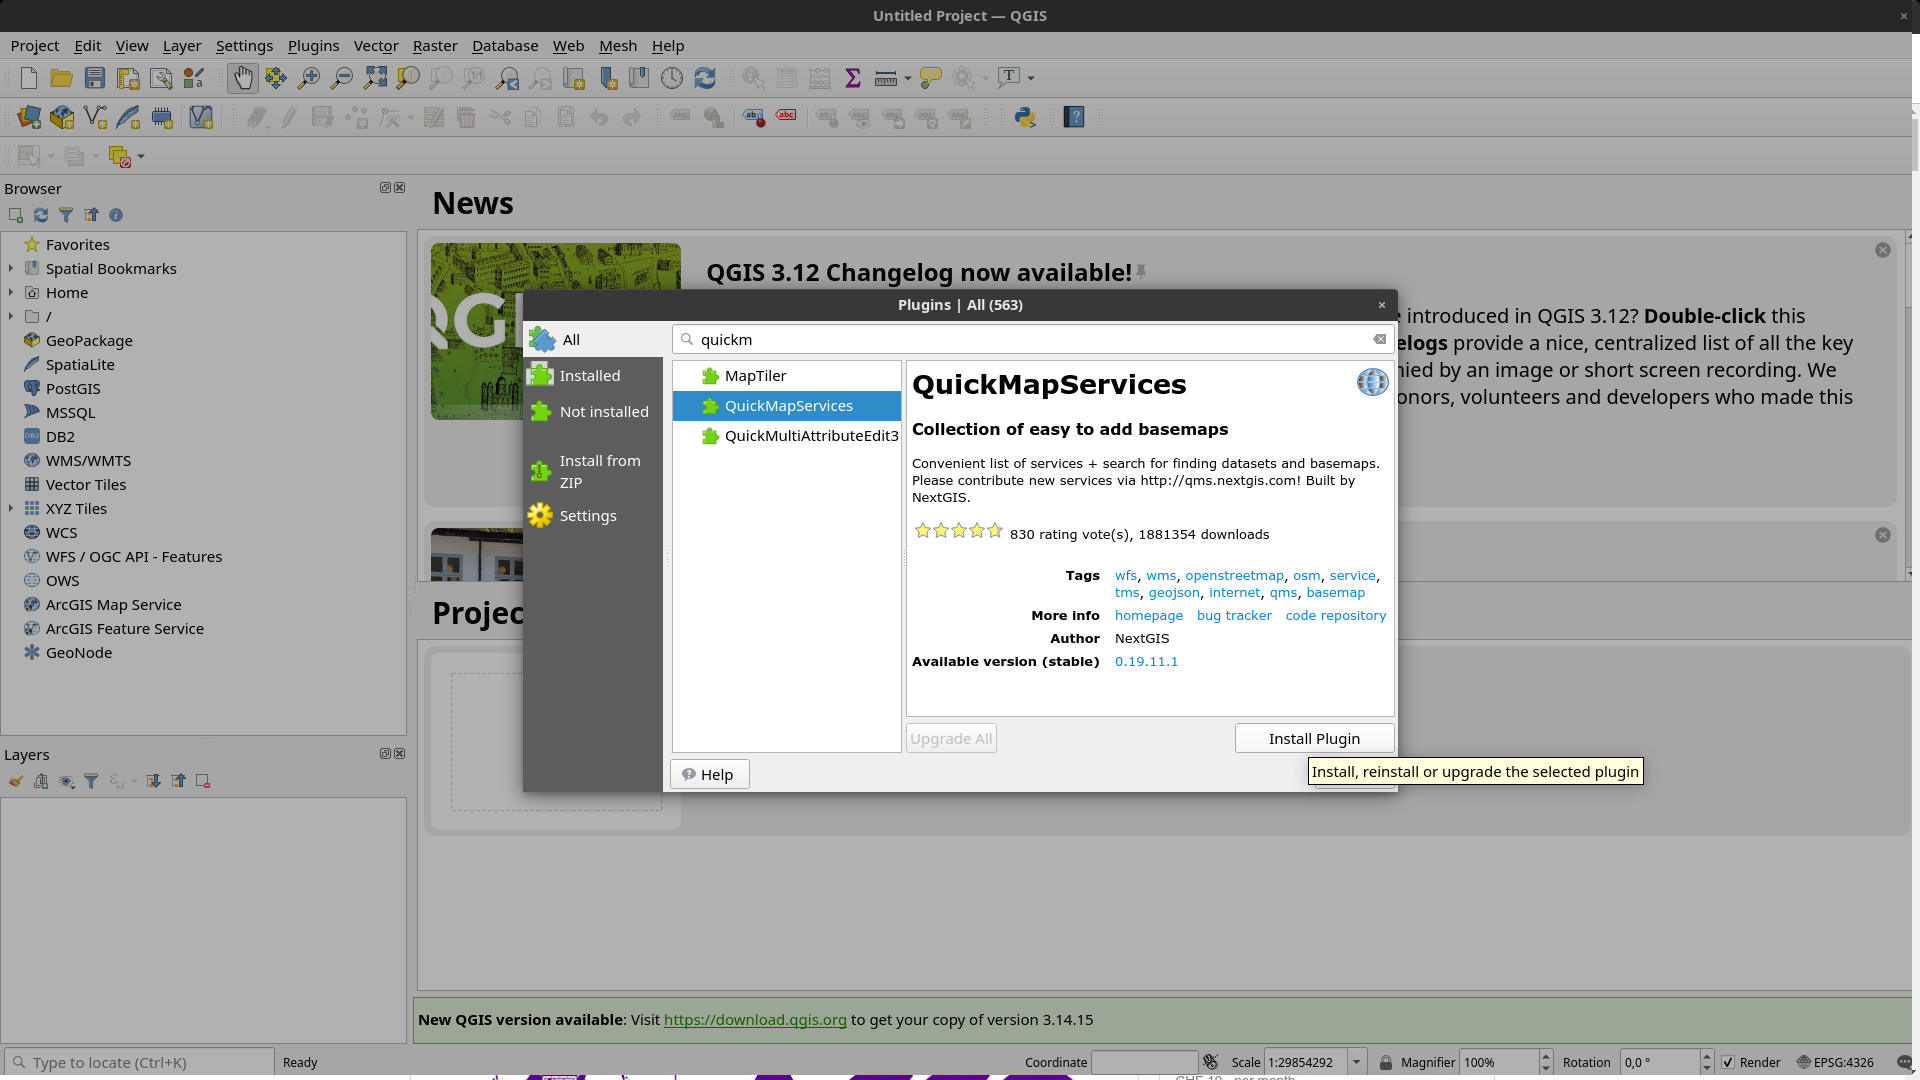 Untitled Project — QGIS
Project Edit View Layer Settings Plugins Vector Raster Database Web Mesh Help
Browser
Favorites
Spatial Bookmarks
Home
/
GeoPackage
SpatiaLite
PostGIS
MSSQL
DB2
WMS/WMTS
Vector Tiles
XYZ Tiles
WCS
WFS / OGC API - Features
OWS
ArcGIS Map Service
ArcGIS Feature Service
GeoNode
Layers
News
QGIS 3.12 Changelog now available!
introduced in QGIS 3.12? Double-click this
provide a nice, centralized list of all the key
by an image or short screen recording. We
volunteers and developers who made this
Plugins | All (563)
All
Installed
Not installed
Install from
ZIP
Settings
quickm
MapTiler
QuickMapServices
QuickMultiAttributeEdit3
QuickMapServices
Collection of easy to add basemaps
Convenient list of services + search for finding datasets and basemaps.
Please contribute new services via http://qms.nextgis.com! Built by
NextGIS.
830 rating vote(s), 1881354 downloads
Tags wfs, wms, openstreetmap, osm, service,
tms, geojson, internet, qms, basemap
More info homepage bug tracker code repository
Author NextGIS
Available version (stable) 0.19.11.1
Upgrade All
Install Plugin
Help
Install, reinstall or upgrade the selected plugin
New QGIS version available: Visit https://download.qgis.org to get your copy of version 3.14.15
Type to locate (Ctrl+K) Ready Coordinate Scale 1:29854292 Magnifier 100% Rotation 0,0 ° Render EPSG:4326